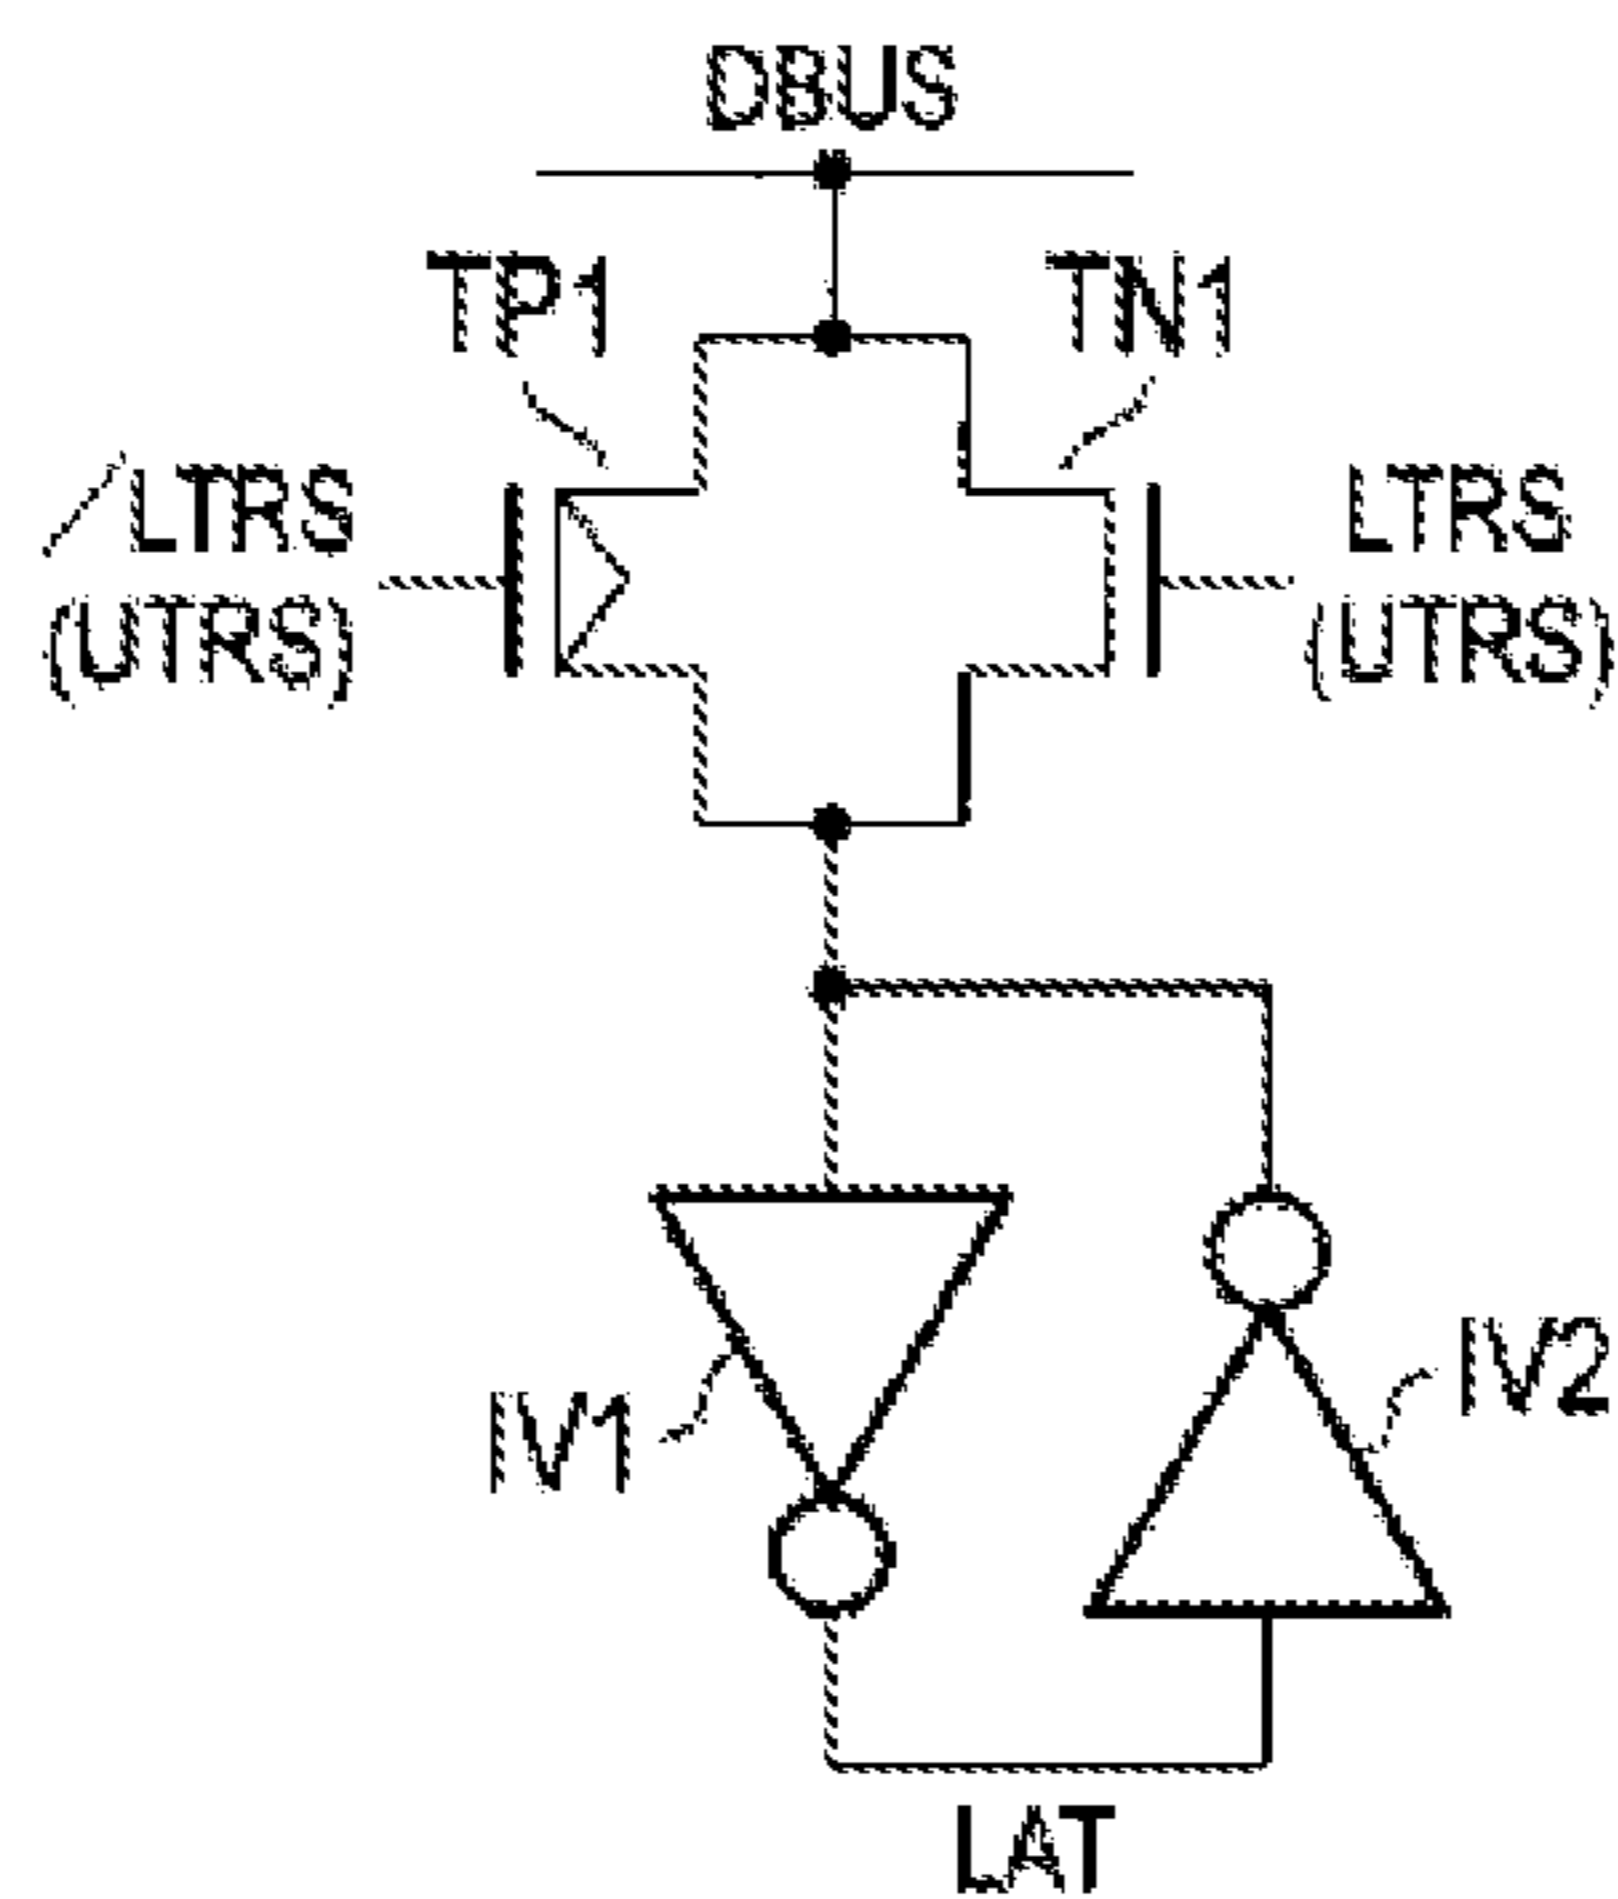 DBUS
TP1
TN1
/LTRS
(UTRS)
LTRS
(UTRS)
IV1
IV2
LAT